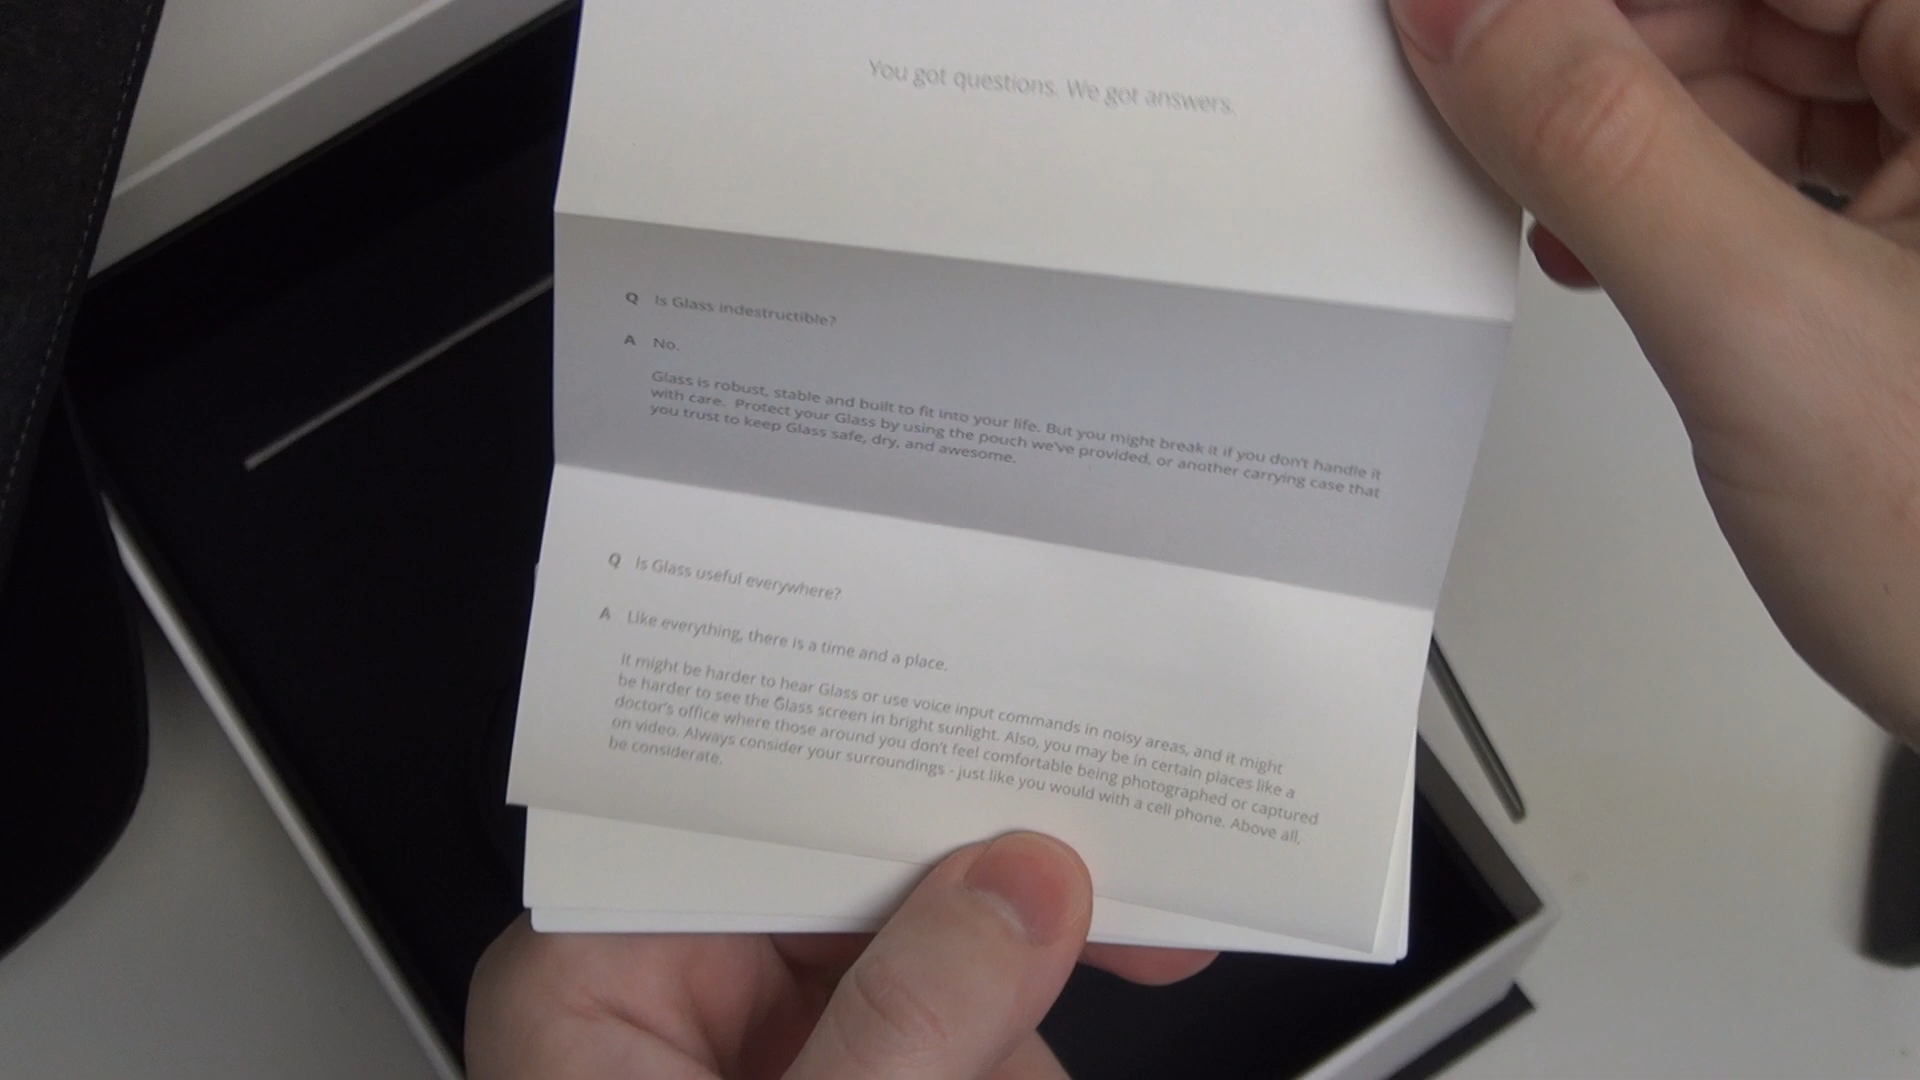 You got questions. We got answers.
Q Is Glass indestructible?
A No.
Glass is robust, stable and built to fit into your life. But you might break it if you don't handle it
with care. Protect your Glass by using the pouch we've provided, or another carrying case that
you trust to keep Glass safe, dry, and awesome.
Q Is Glass useful everywhere?
A Like everything, there is a time and a place.
It might be harder to hear Glass or use voice input commands in noisy areas, and it might
be harder to see the Glass screen in bright sunlight. Also, you may be in certain places like a
doctor's office where those around you don't feel comfortable being photographed or captured
on video. Always consider your surroundings - just like you would with a cell phone. Above all,
be considerate.